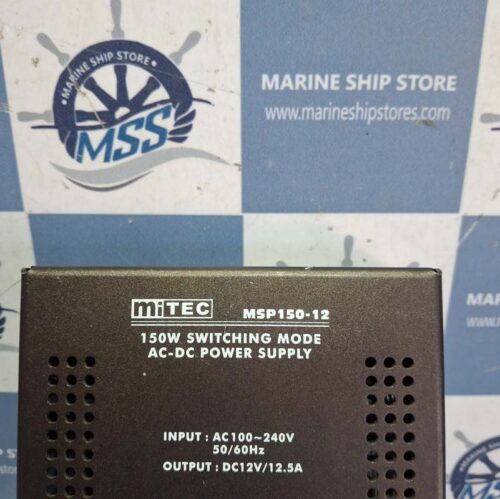 MARINE SHIP STORE
MSS
MARINE SHIP STORE
www.marineshipstores.com
miTEC
MSP150-12
150W SWITCHING MODE
AC-DC POWER SUPPLY
INPUT : AC100~240V
50/60Hz
OUTPUT : DC12V/12.5A